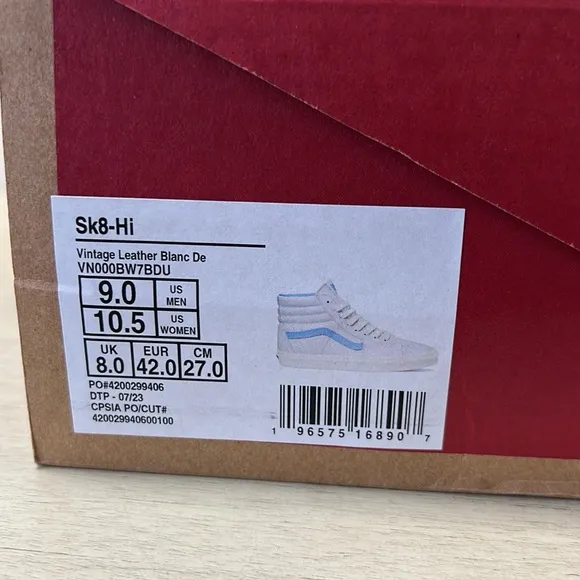 Sk8-Hi
Vintage Leather Blanc De
VN000BW7BDU
9.0 US MEN
10.5 US WOMEN
UK EUR CM
8.0 42.0 27.0
PO#4200299406
DTP - 07/23
CPSIA PO/CUT#
420029940600100
1 96575 16890 7